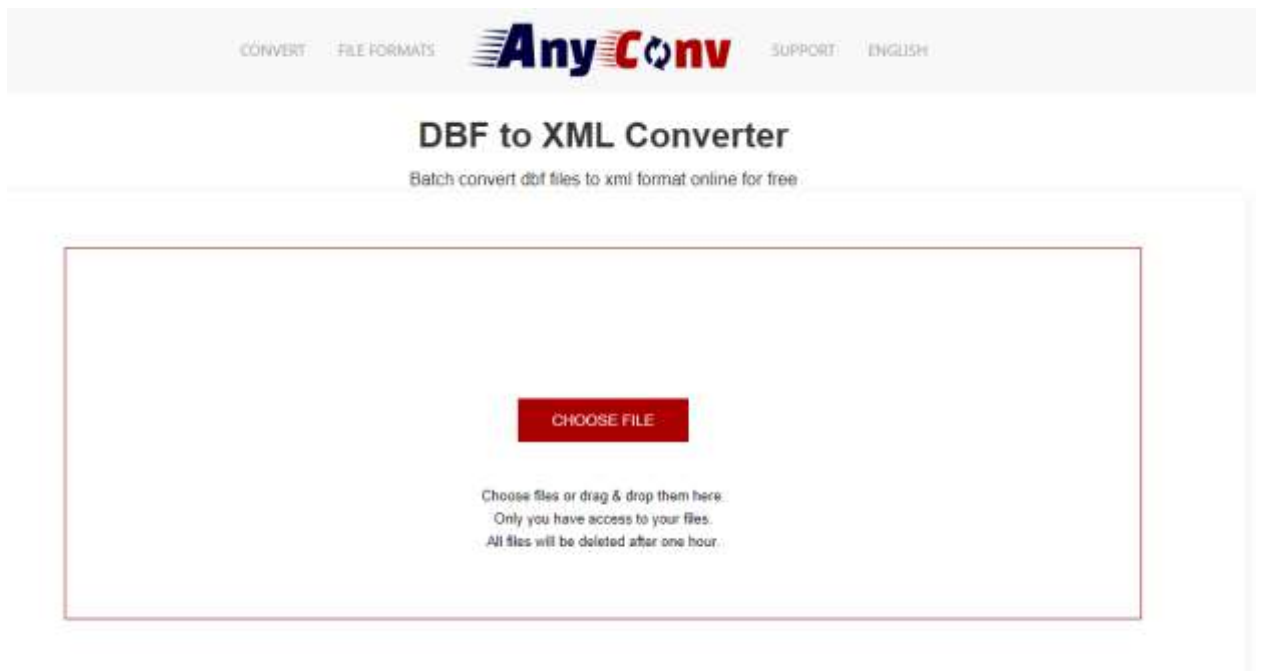 CONVERT FILE FORMATS AnyConv SUPPORT ENGLISH
DBF to XML Converter
Batch convert dbf files to xml format online for free
CHOOSE FILE
Choose files or drag & drop them here.
Only you have access to your files.
All files will be deleted after one hour.